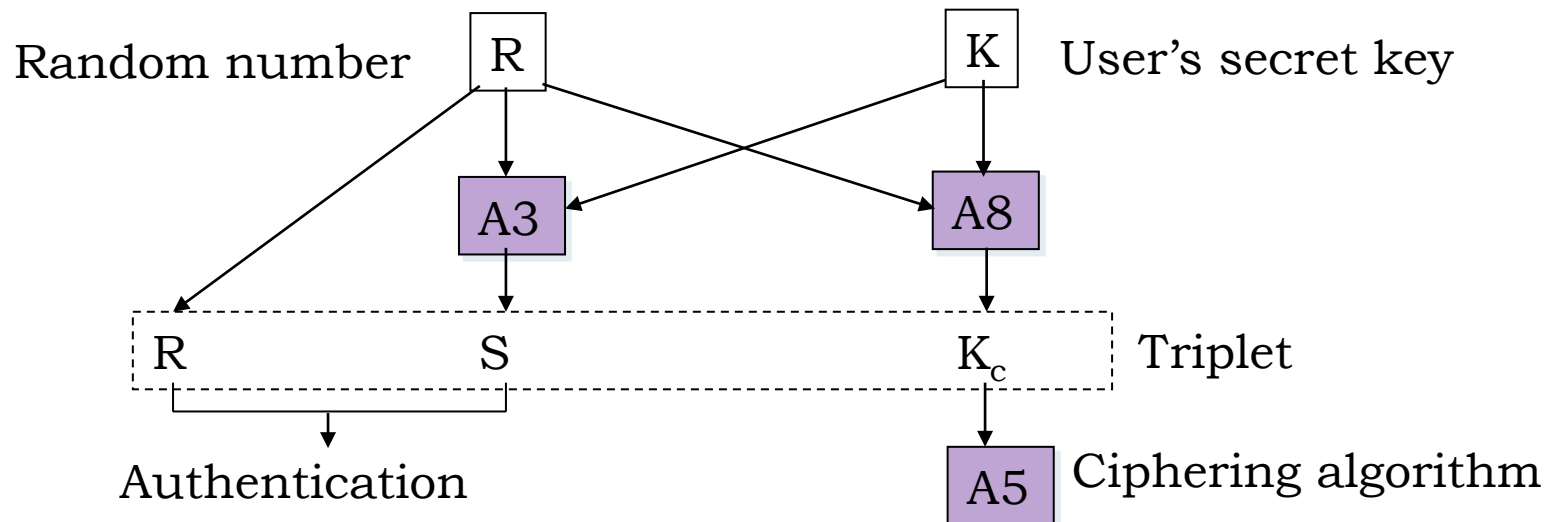 Random number R K User’s secret key
A3 A8
R S Kc Triplet
Authentication A5 Ciphering algorithm